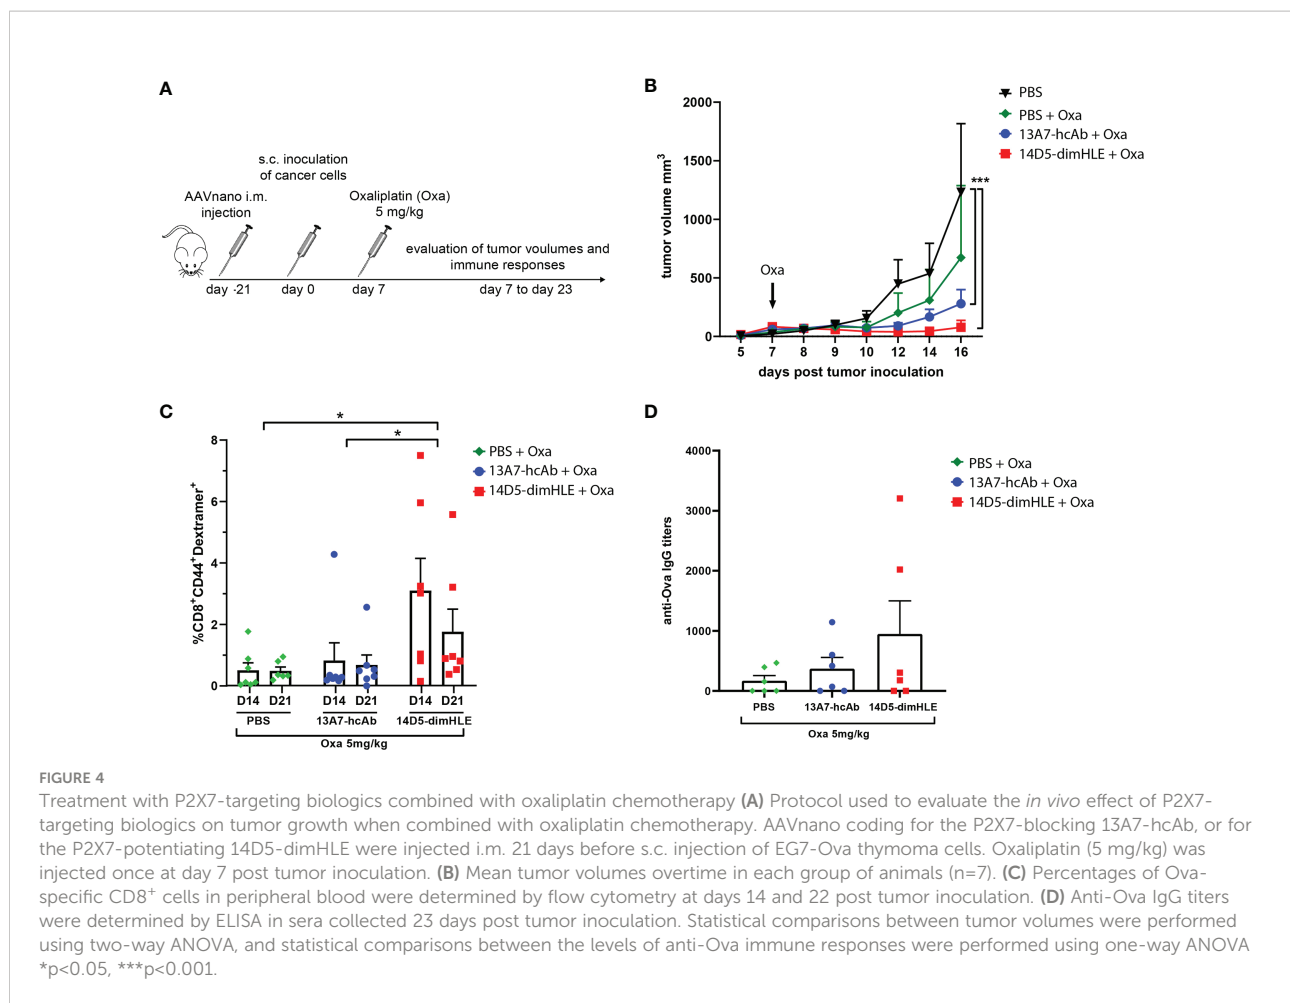 A
s.c. inoculation
of cancer cells
AAVnano i.m.
injection
Oxaliplatin (Oxa)
5 mg/kg
evaluation of tumor voulumes and
immune responses
day -21
day 0
day 7
day 7 to day 23
B
tumor volume mm³
2000
1500
1000
500
0
Oxa
***
5 7 8 9 10 12 14 16
days post tumor inoculation
PBS
PBS + Oxa
13A7-hcAb + Oxa
14D5-dimHLE + Oxa
C
%CD8⁺CD44⁺Dextramer⁺
8
6
4
2
0
*
*
D14 D21 D14 D21 D14 D21
PBS 13A7-hcAb 14D5-dimHLE
Oxa 5mg/kg
PBS + Oxa
13A7-hcAb + Oxa
14D5-dimHLE + Oxa
D
anti-Ova IgG titers
4000
3000
2000
1000
0
PBS 13A7-hcAb 14D5-dimHLE
Oxa 5mg/kg
PBS + Oxa
13A7-hcAb + Oxa
14D5-dimHLE + Oxa
FIGURE 4
Treatment with P2X7-targeting biologics combined with oxaliplatin chemotherapy (A) Protocol used to evaluate the in vivo effect of P2X7-
targeting biologics on tumor growth when combined with oxaliplatin chemotherapy. AAVnano coding for the P2X7-blocking 13A7-hcAb, or for
the P2X7-potentiating 14D5-dimHLE were injected i.m. 21 days before s.c. injection of EG7-Ova thymoma cells. Oxaliplatin (5 mg/kg) was
injected once at day 7 post tumor inoculation. (B) Mean tumor volumes overtime in each group of animals (n=7). (C) Percentages of Ova-
specific CD8⁺ cells in peripheral blood were determined by flow cytometry at days 14 and 22 post tumor inoculation. (D) Anti-Ova IgG titers
were determined by ELISA in sera collected 23 days post tumor inoculation. Statistical comparisons between tumor volumes were performed
using two-way ANOVA, and statistical comparisons between the levels of anti-Ova immune responses were performed using one-way ANOVA
*p<0.05, ***p<0.001.